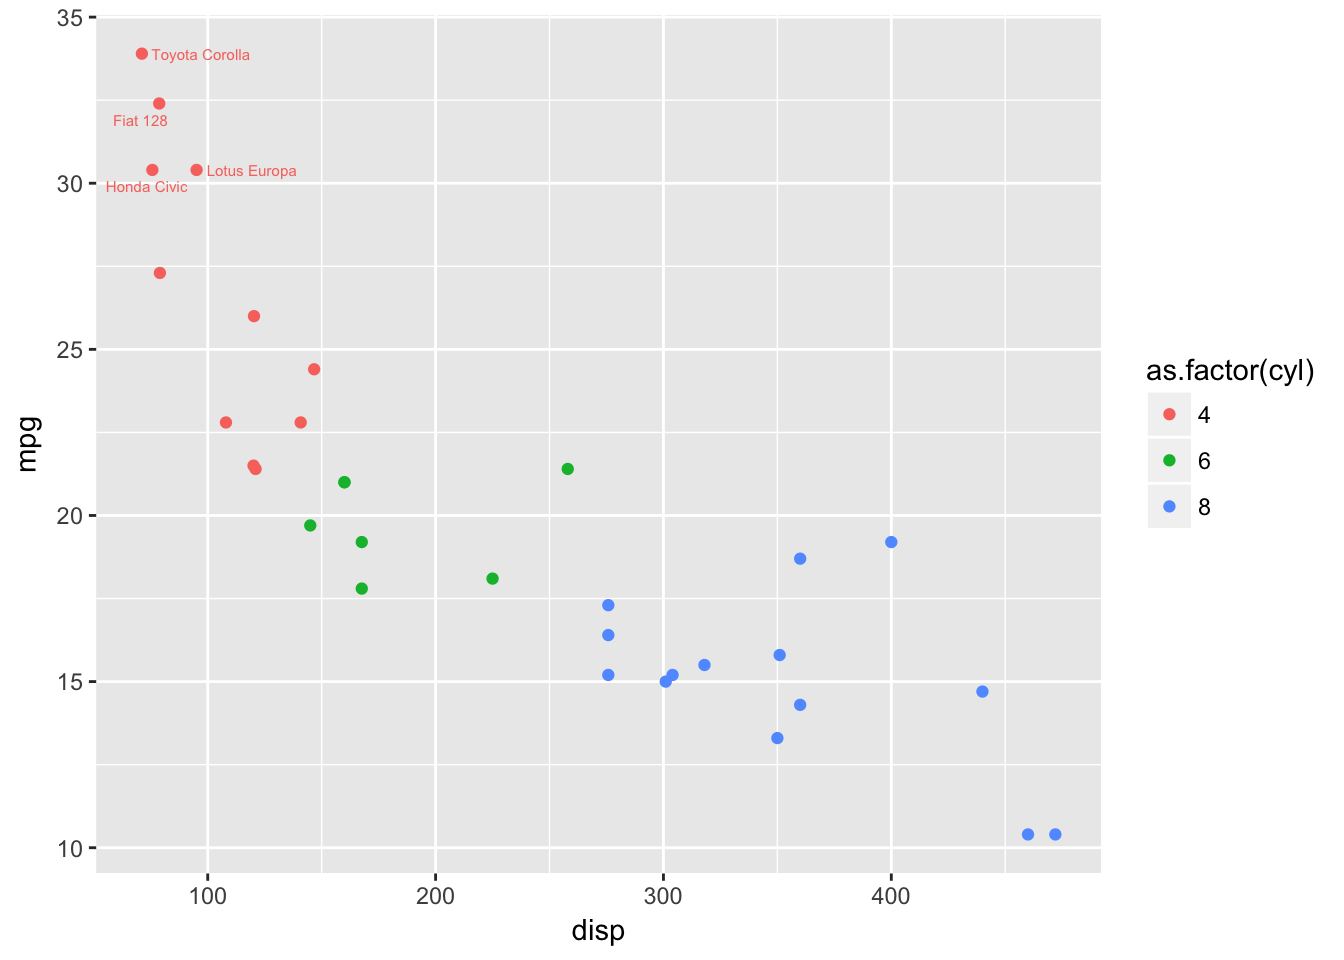 35
Toyota Corolla
Fiat 128
Lotus Europa
30
Honda Civic
25
20
15
10
mpg
100 200 300 400
disp
as.factor(cyl)
4
6
8